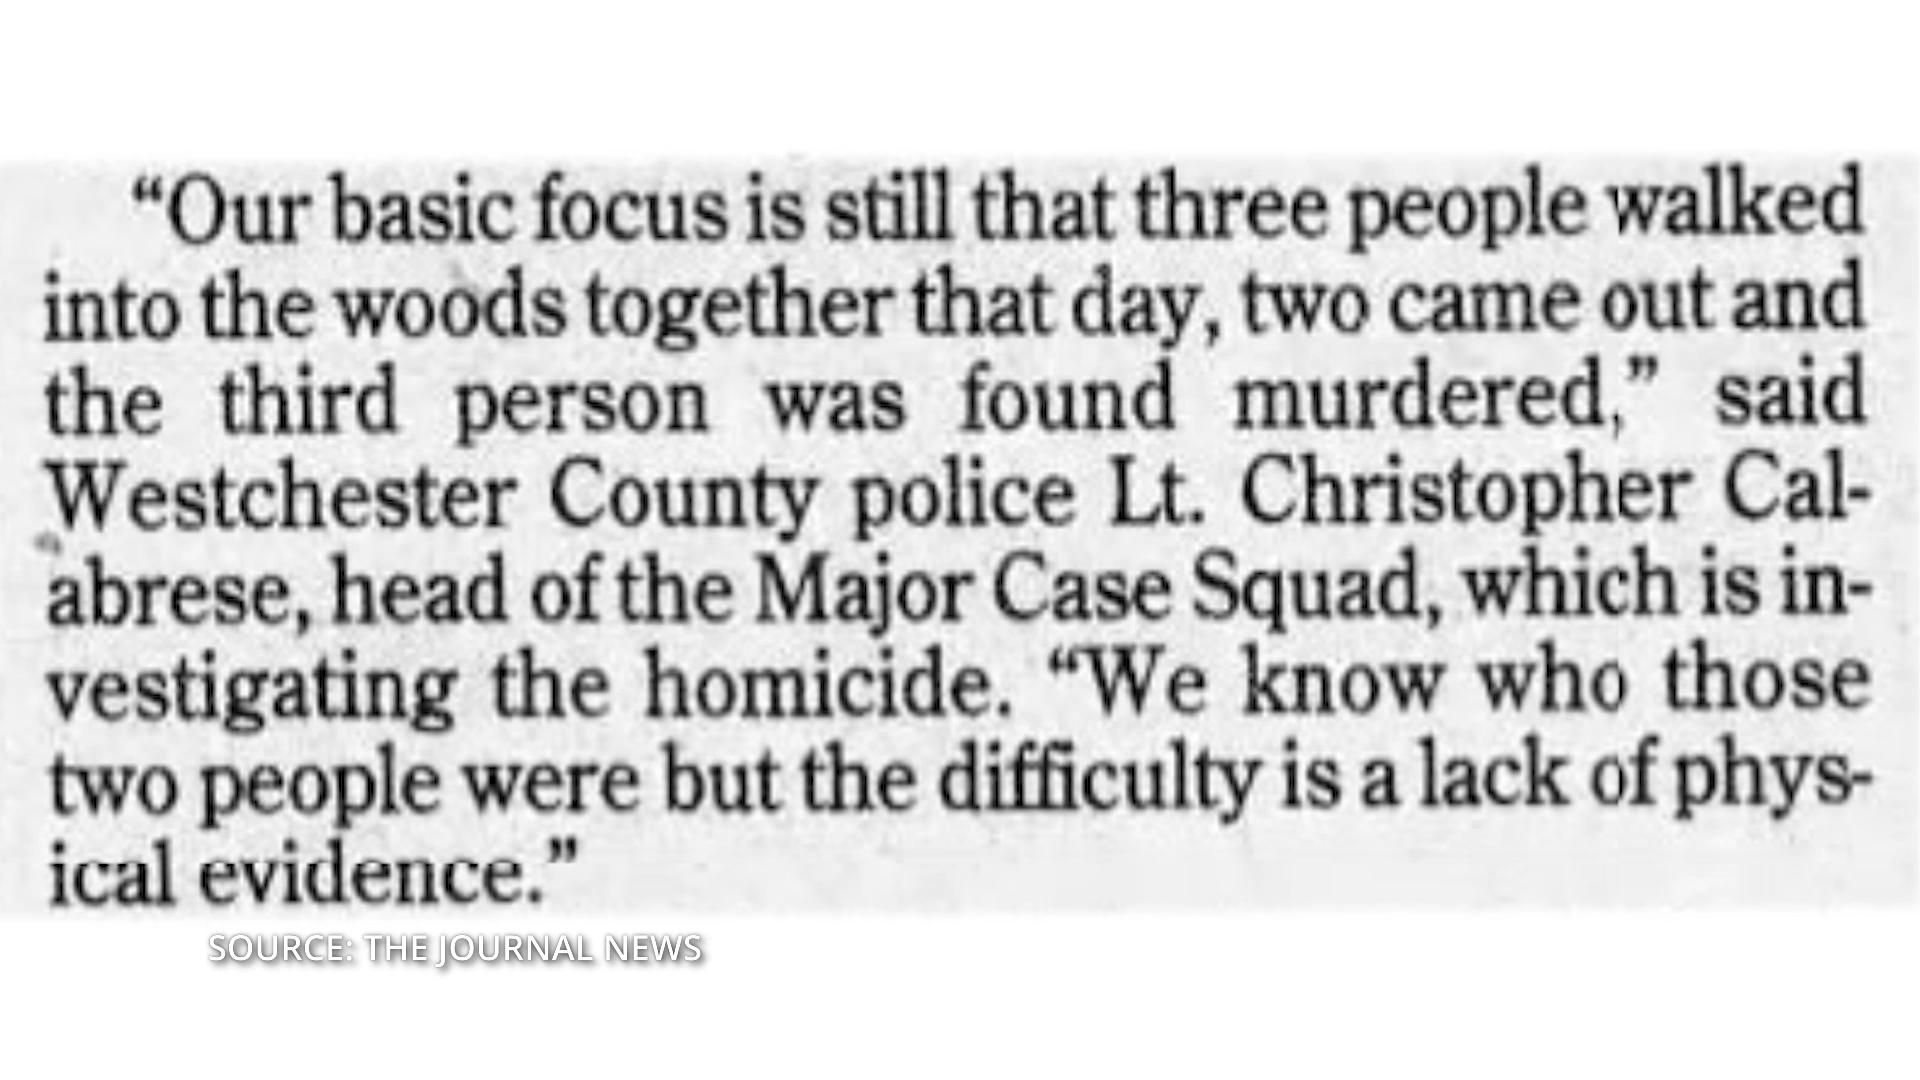 “Our basic focus is still that three people walked
into the woods together that day, two came out and
the third person was found murdered,” said
Westchester County police Lt. Christopher Cal-
abrese, head of the Major Case Squad, which is in-
vestigating the homicide. “We know who those
two people were but the difficulty is a lack of phys-
ical evidence.”
SOURCE: THE JOURNAL NEWS